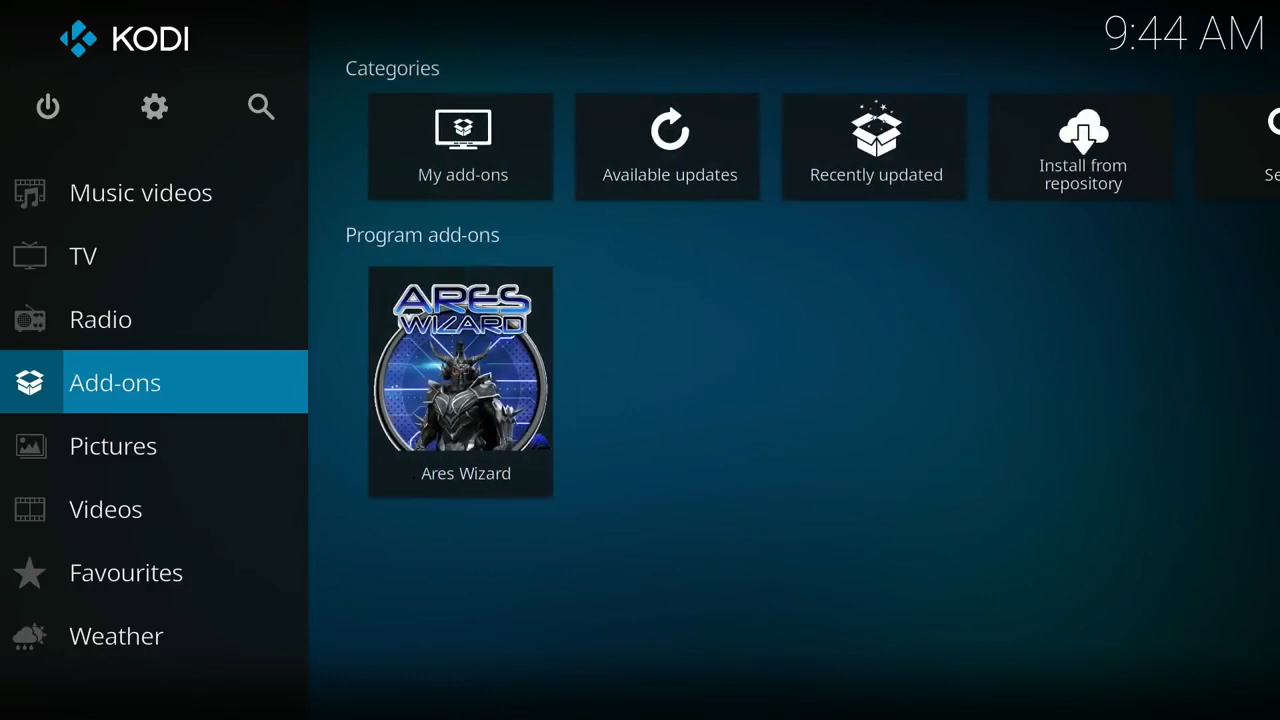 KODI
9:44 AM
Categories
My add-ons
Available updates
Recently updated
Install from
repository
Se
Music videos
TV
Radio
Add-ons
Pictures
Videos
Favourites
Weather
Program add-ons
ARES
WIZARD
Ares Wizard